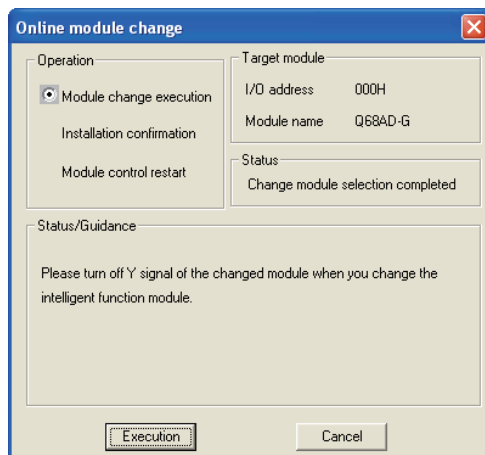 Online module change
Operation
Module change execution
Installation confirmation
Module control restart
Target module
I/O address 000H
Module name Q68AD-G
Status
Change module selection completed
Status/Guidance
Please turn off Y signal of the changed module when you change the
intelligent function module.
Execution Cancel